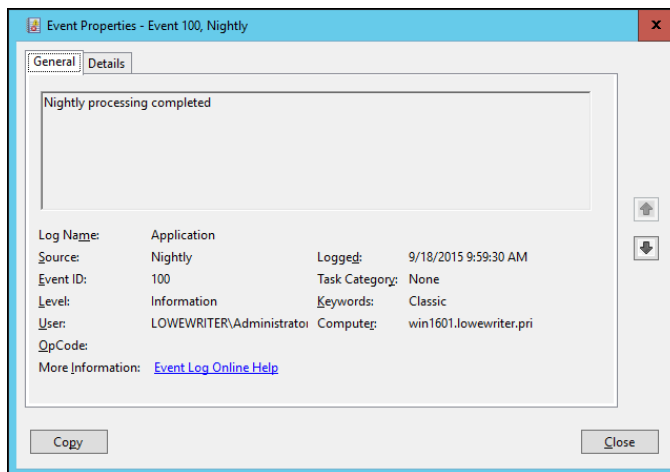 Event Properties - Event 100, Nightly
x
General Details
Nightly processing completed
Log Name: Application
Source: Nightly Logged: 9/18/2015 9:59:30 AM
Event ID: 100 Task Category: None
Level: Information Keywords: Classic
User: LOWEWRITER\Administrator Computer: win1601.lowewriter.pri
OpCode:
More Information: Event Log Online Help
Copy Close